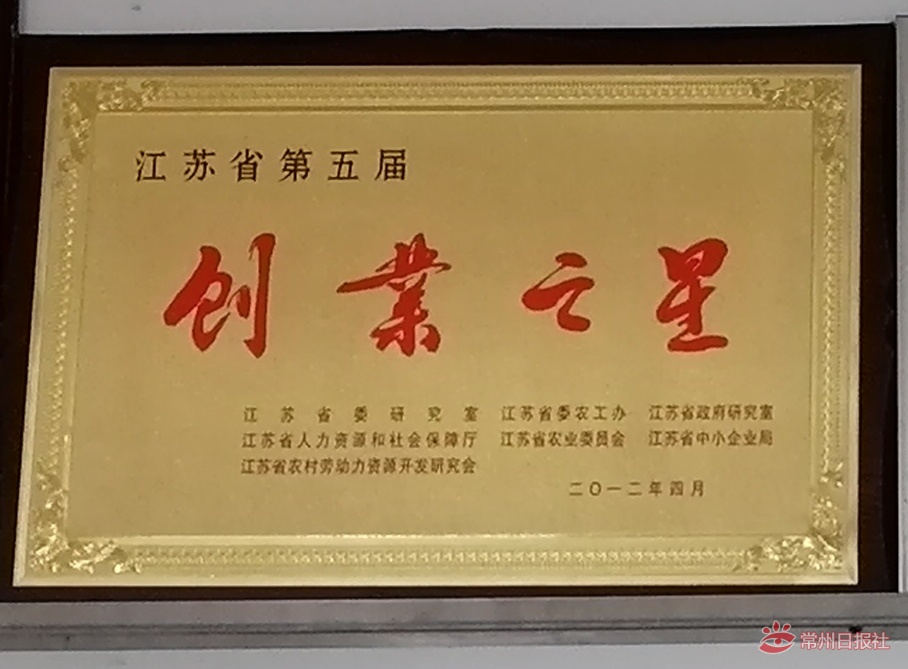 江苏省第五届
创業之星
江苏省委研究室 江苏省委农工办 江苏省政府研究室
江苏省人力资源和社会保障厅 江苏省农业委员会 江苏省中小企业局
江苏省农村劳动力资源开发研究会
二〇一二年四月
常州日报社